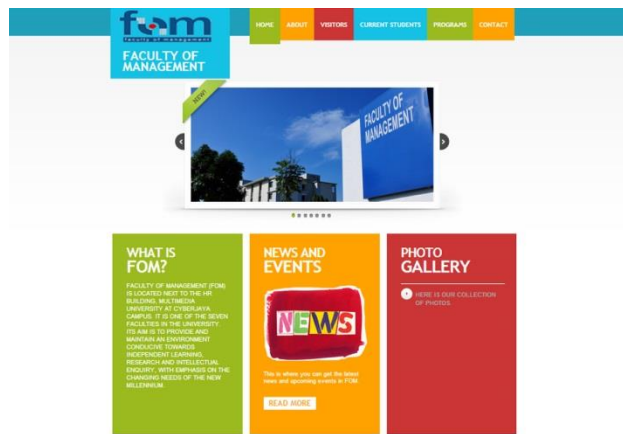 fom
faculty of management
FACULTY OF
MANAGEMENT
HOME
ABOUT
VISITORS
CURRENT STUDENTS
PROGRAMS
CONTACT
NEW!
FACULTY OF
MANAGEMENT
WHAT IS
FOM?
FACULTY OF MANAGEMENT (FOM)
IS LOCATED NEXT TO THE HR
BUILDING, MULTIMEDIA
UNIVERSITY AT CYBERJAYA
CAMPUS. IT IS ONE OF THE SEVEN
FACULTIES IN THE UNIVERSITY.
ITS AIM IS TO PROVIDE AND
MAINTAIN AN ENVIRONMENT
CONDUCIVE TOWARDS
INDEPENDENT LEARNING,
RESEARCH AND INTELLECTUAL
ENQUIRY, WITH EMPHASIS ON THE
CHANGING NEEDS OF THE NEW
MILLENNIUM.
NEWS AND
EVENTS
NEWS
This is where you can get the latest
news and upcoming events in FOM.
READ MORE
PHOTO
GALLERY
HERE IS OUR COLLECTION
OF PHOTOS.